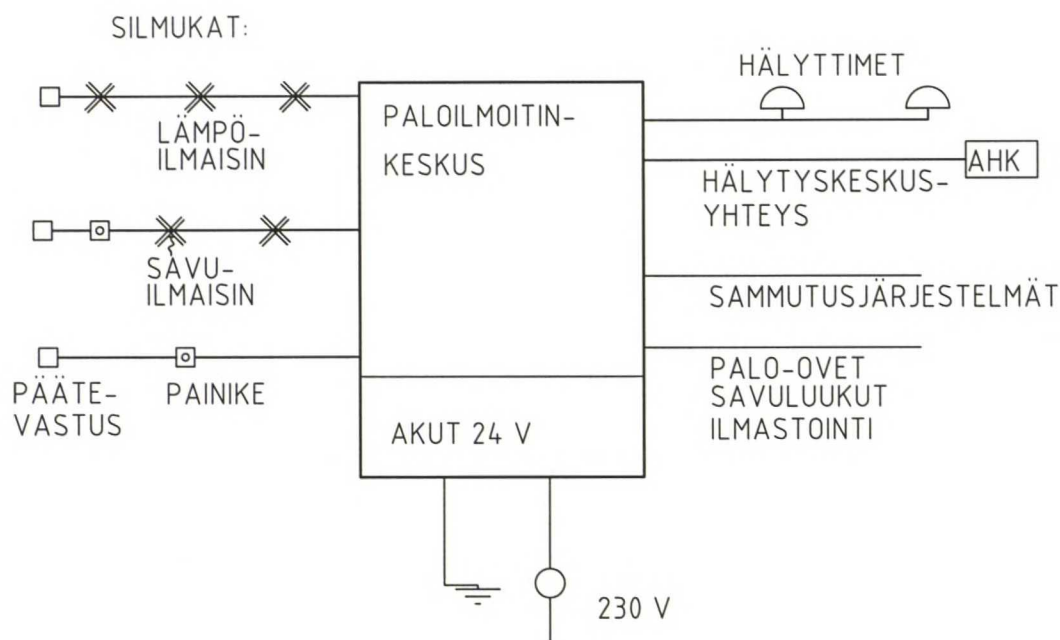 SILMUKAT:
LÄMPÖ-
ILMAISIN
SAVU-
ILMAISIN
PÄÄTE-
VASTUS
PAINIKE
PALOILMOITIN-
KESKUS
AKUT 24 V
230 V
HÄLYTTIMET
AHK
HÄLYTYSKESKUS-
YHTEYS
SAMMUTUSJÄRJESTELMÄT
PALO-OVET
SAVULUUKUT
ILMASTOINTI